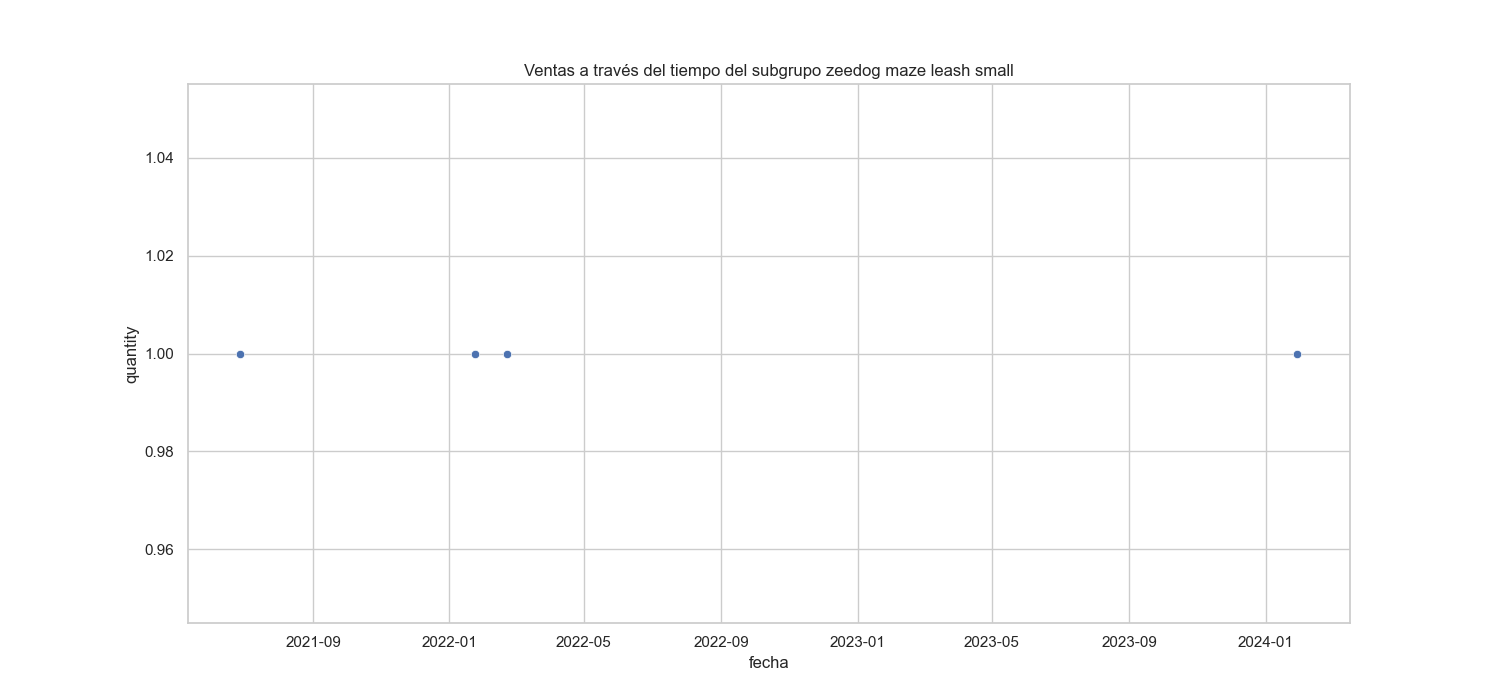 Ventas a través del tiempo del subgrupo zeedog maze leash small
1.04
1.02
1.00
0.98
0.96
quantity
2021-09 2022-01 2022-05 2022-09 2023-01 2023-05 2023-09 2024-01
fecha